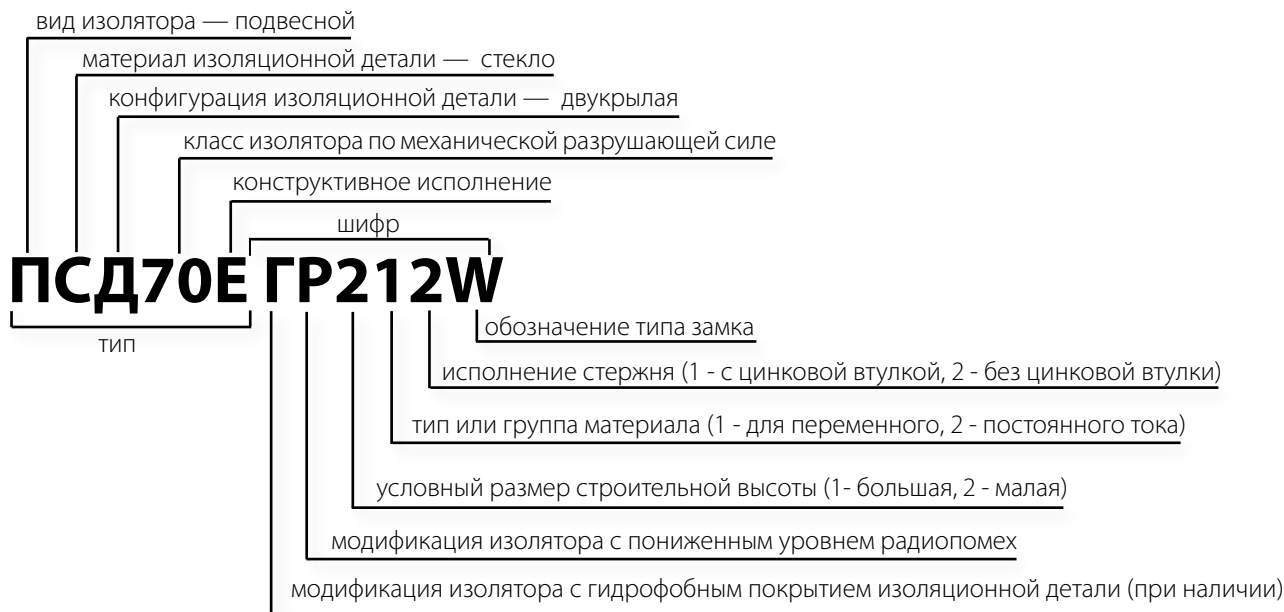 вид изолятора — подвесной
материал изоляционной детали — стекло
конфигурация изоляционной детали — двукрылая
класс изолятора по механической разрушающей силе
конструктивное исполнение
шифр
ПСД70Е ГР212W
тип
обозначение типа замка
исполнение стержня (1 - с цинковой втулкой, 2 - без цинковой втулки)
тип или группа материала (1 - для переменного, 2 - постоянного тока)
условный размер строительной высоты (1- большая, 2 - малая)
модификация изолятора с пониженным уровнем радиопомех
модификация изолятора с гидрофобным покрытием изоляционной детали (при наличии)